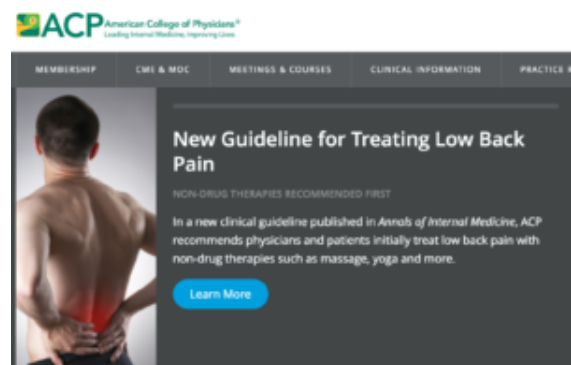 ACP American College of Physicians®
Leading Internal Medicine, Improving Lives
MEMBERSHIP CME & MOC MEETINGS & COURSES CLINICAL INFORMATION PRACTICE
New Guideline for Treating Low Back
Pain
NON-DRUG THERAPIES RECOMMENDED FIRST
In a new clinical guideline published in Annals of Internal Medicine, ACP
recommends physicians and patients initially treat low back pain with
non-drug therapies such as massage, yoga and more.
Learn More